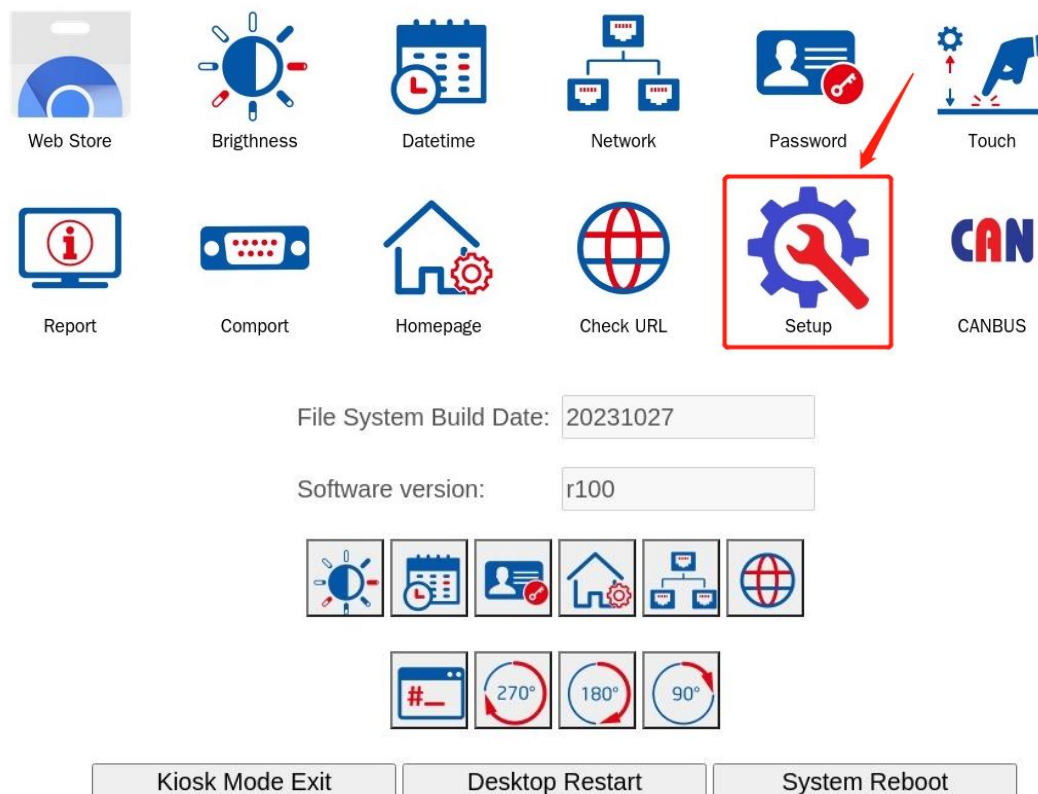 Web Store Brigthness Datetime Network Password Touch
CAN
Report Comport Homepage Check URL Setup CANBUS
File System Build Date: 20231027
Software version: r100
#_ 270° 180° 90°
Kiosk Mode Exit Desktop Restart System Reboot